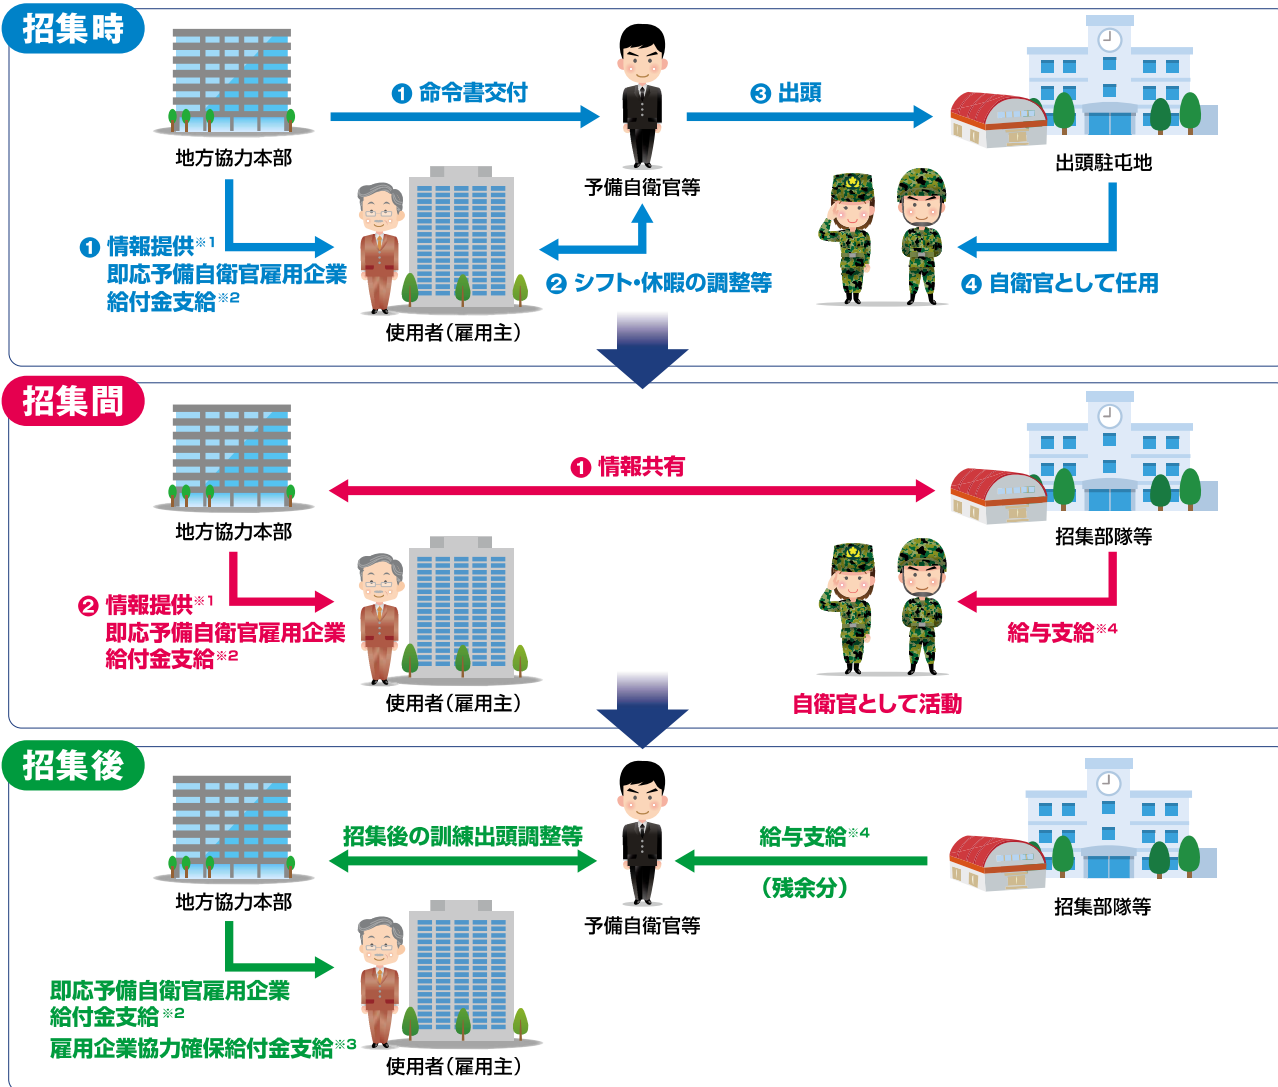 招集時
地方協力本部
❶ 命令書交付
予備自衛官等
❸ 出頭
出頭駐屯地
❶ 情報提供※1
即応予備自衛官雇用企業
給付金支給※2
使用者（雇用主）
❷ シフト・休暇の調整等
❹ 自衛官として任用
招集間
地方協力本部
❶ 情報共有
招集部隊等
❷ 情報提供※1
即応予備自衛官雇用企業
給付金支給※2
使用者（雇用主）
給与支給※4
自衛官として活動
招集後
地方協力本部
招集後の訓練出頭調整等
予備自衛官等
給与支給※4
（残余分）
招集部隊等
即応予備自衛官雇用企業
給付金支給※2
雇用企業協力確保給付金支給※3
使用者（雇用主）